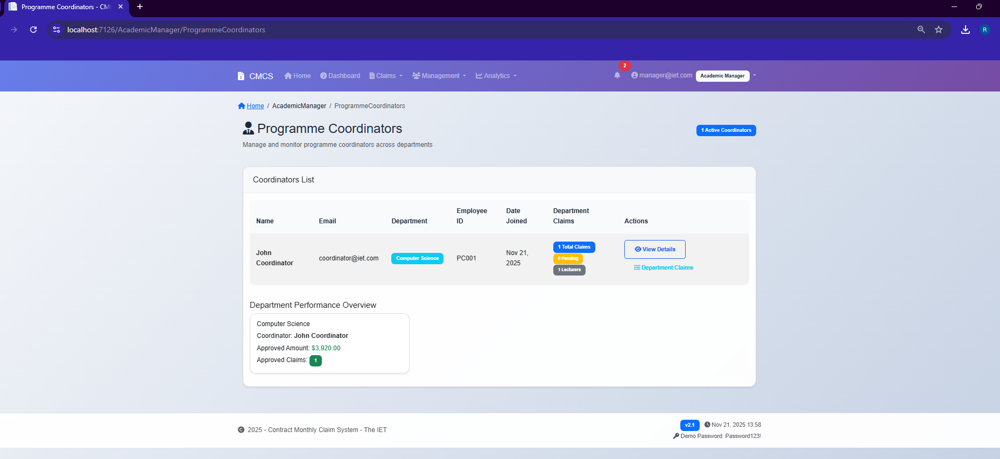 Programme Coordinators - CM
localhost:7126/AcademicManager/ProgrammeCoordinators
R
CMCS Home Dashboard Claims Management Analytics 2 manager@iet.com Academic Manager
Home / AcademicManager / ProgrammeCoordinators
Programme Coordinators
1 Active Coordinators
Manage and monitor programme coordinators across departments
Coordinators List
Name Email Department Employee ID Date Joined Department Claims Actions
John Coordinator coordinator@iet.com Computer Science PC001 Nov 21, 2025
1 Total Claims
0 Pending
1 Lecturers
View Details
Department Claims
Department Performance Overview
Computer Science
Coordinator: John Coordinator
Approved Amount: $3,920.00
Approved Claims: 1
2025 - Contract Monthly Claim System - The IET
v2.1 Nov 21, 2025 13:58
Demo Password: Password123!